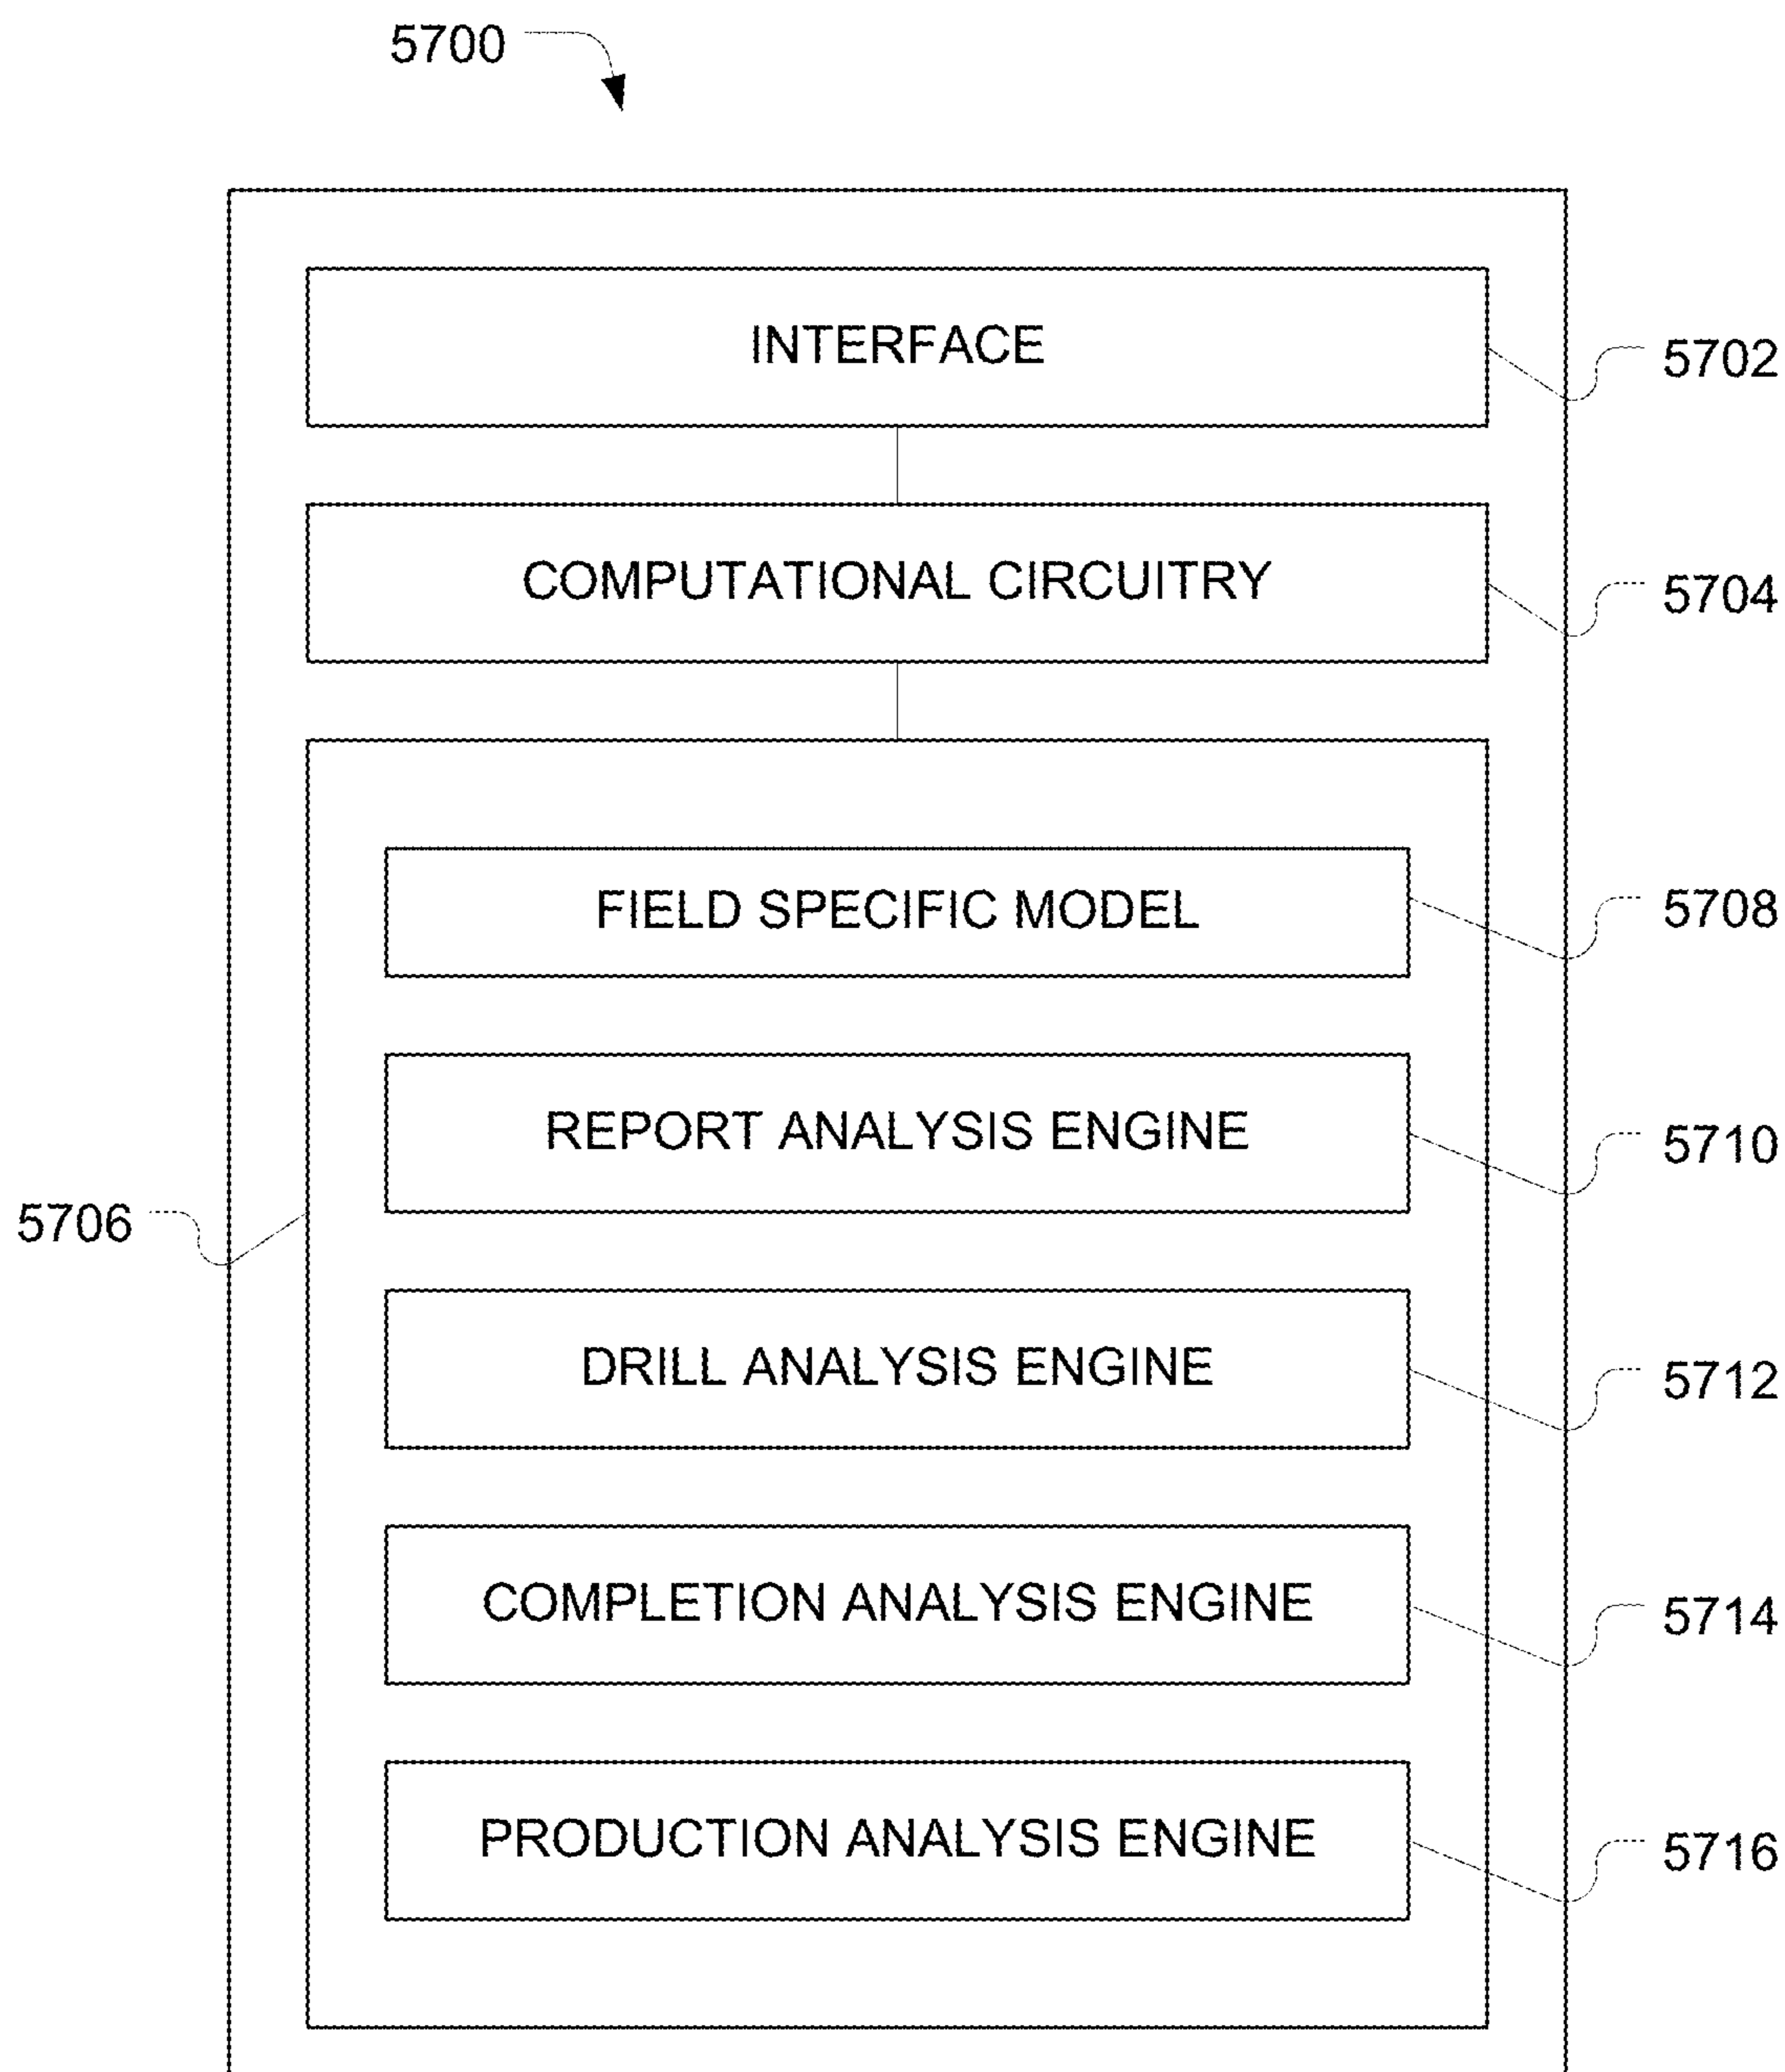 5700
INTERFACE
5702
COMPUTATIONAL CIRCUITRY
5704
FIELD SPECIFIC MODEL
5708
REPORT ANALYSIS ENGINE
5710
5706
DRILL ANALYSIS ENGINE
5712
COMPLETION ANALYSIS ENGINE
5714
PRODUCTION ANALYSIS ENGINE
5716